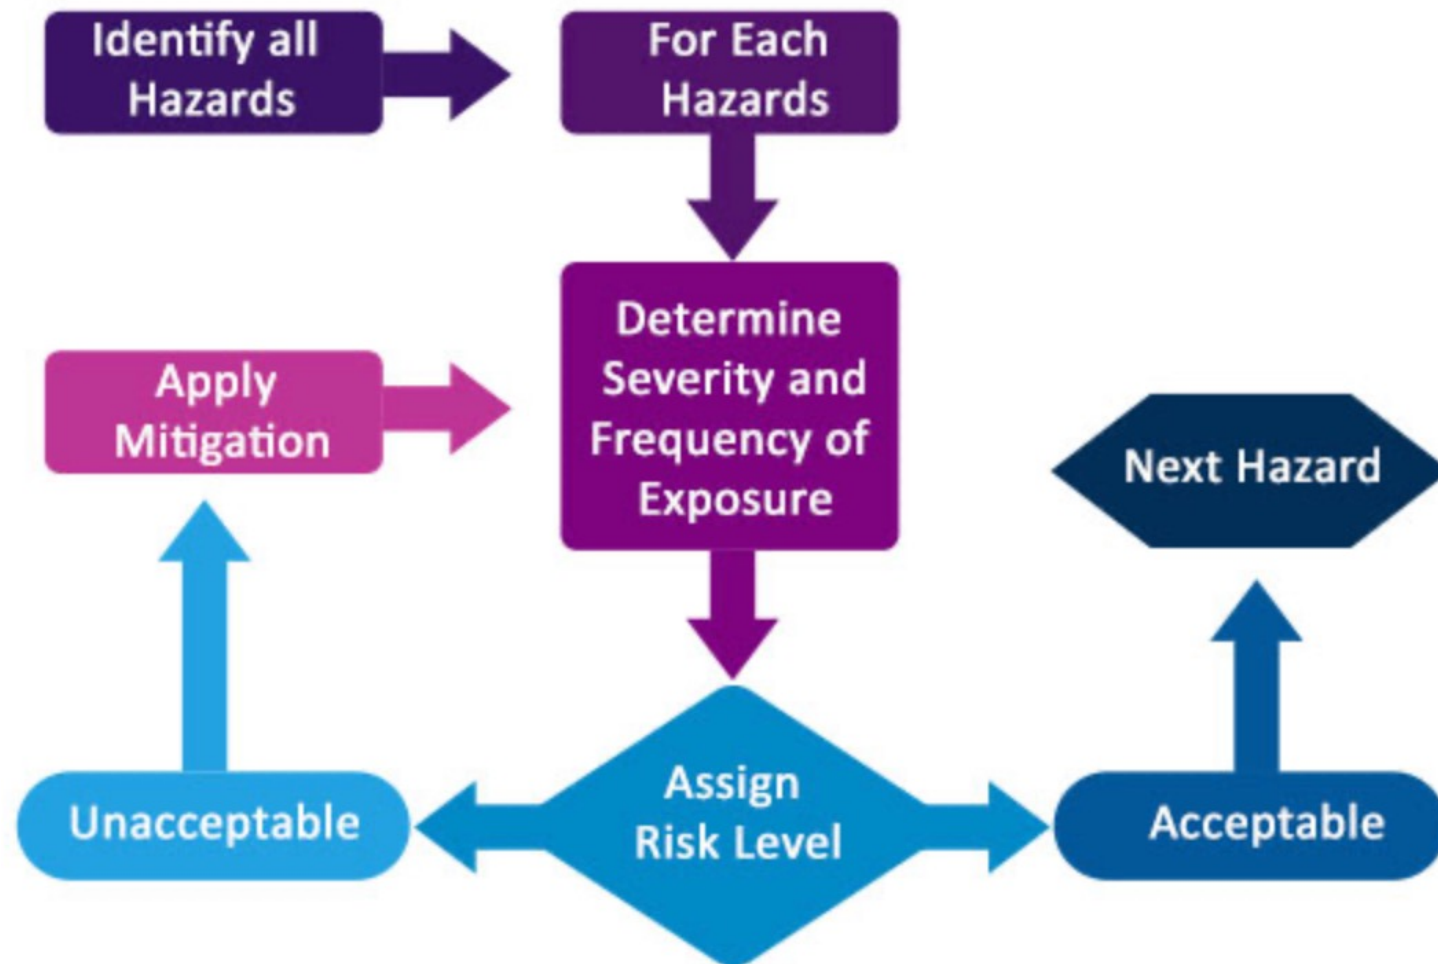 Identify all
Hazards
For Each
Hazards
Determine
Severity and
Frequency of
Exposure
Apply
Mitigation
Next Hazard
Assign
Risk Level
Unacceptable
Acceptable